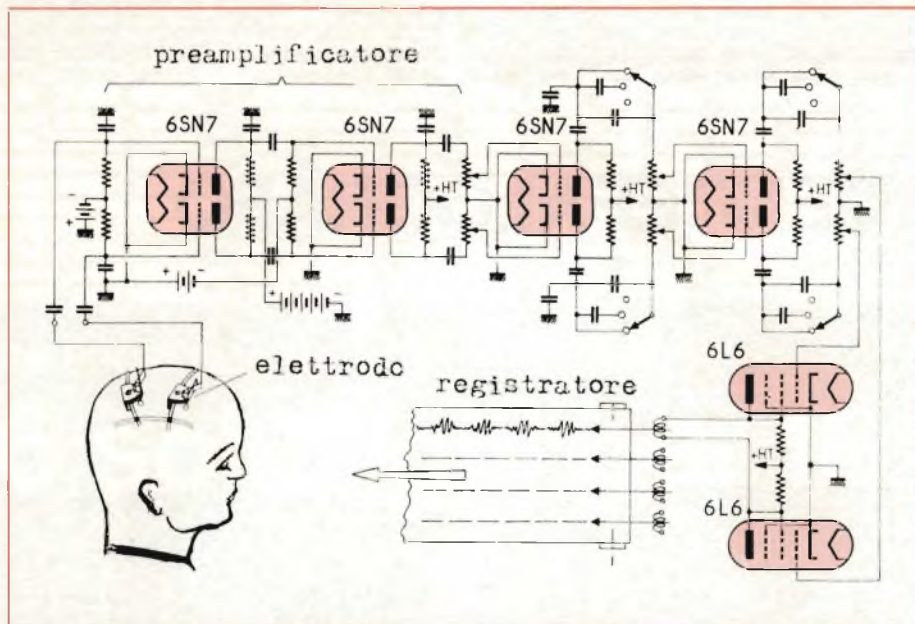 preamplificatore
6SN7
6SN7
6SN7
6SN7
+HT
+HT
+HT
6L6
elettrodo
registratore
+HT
6L6